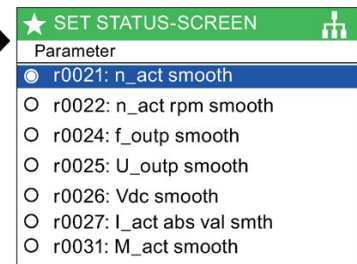 SET STATUS-SCREEN
Parameter
r0021: n_act smooth
r0022: n_act rpm smooth
r0024: f_outp smooth
r0025: U_outp smooth
r0026: Vdc smooth
r0027: I_act abs val smth
r0031: M_act smooth